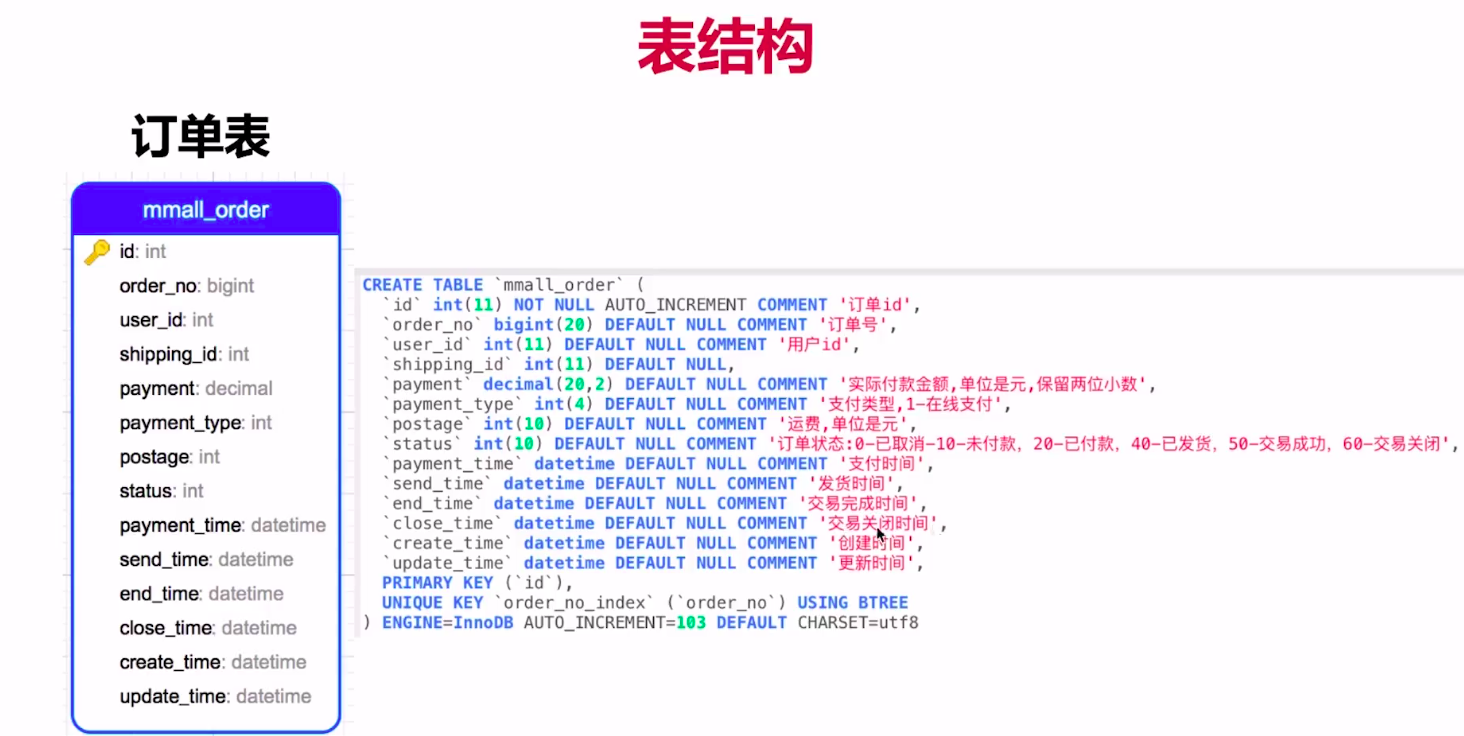 表结构
订单表
mmall_order
id: int
order_no: bigint
user_id: int
shipping_id: int
payment: decimal
payment_type: int
postage: int
status: int
payment_time: datetime
send_time: datetime
end_time: datetime
close_time: datetime
create_time: datetime
update_time: datetime
CREATE TABLE `mmall_order` (
`id` int(11) NOT NULL AUTO_INCREMENT COMMENT '订单id',
`order_no` bigint(20) DEFAULT NULL COMMENT '订单号',
`user_id` int(11) DEFAULT NULL COMMENT '用户id',
`shipping_id` int(11) DEFAULT NULL,
`payment` decimal(20,2) DEFAULT NULL COMMENT '实际付款金额,单位是元,保留两位小数',
`payment_type` int(4) DEFAULT NULL COMMENT '支付类型,1-在线支付',
`postage` int(10) DEFAULT NULL COMMENT '运费,单位是元',
`status` int(10) DEFAULT NULL COMMENT '订单状态:0-已取消-10-未付款，20-已付款，40-已发货，50-交易成功，60-交易关闭',
`payment_time` datetime DEFAULT NULL COMMENT '支付时间',
`send_time` datetime DEFAULT NULL COMMENT '发货时间',
`end_time` datetime DEFAULT NULL COMMENT '交易完成时间',
`close_time` datetime DEFAULT NULL COMMENT '交易关闭时间',
`create_time` datetime DEFAULT NULL COMMENT '创建时间',
`update_time` datetime DEFAULT NULL COMMENT '更新时间',
PRIMARY KEY (`id`),
UNIQUE KEY `order_no_index` (`order_no`) USING BTREE
) ENGINE=InnoDB AUTO_INCREMENT=103 DEFAULT CHARSET=utf8